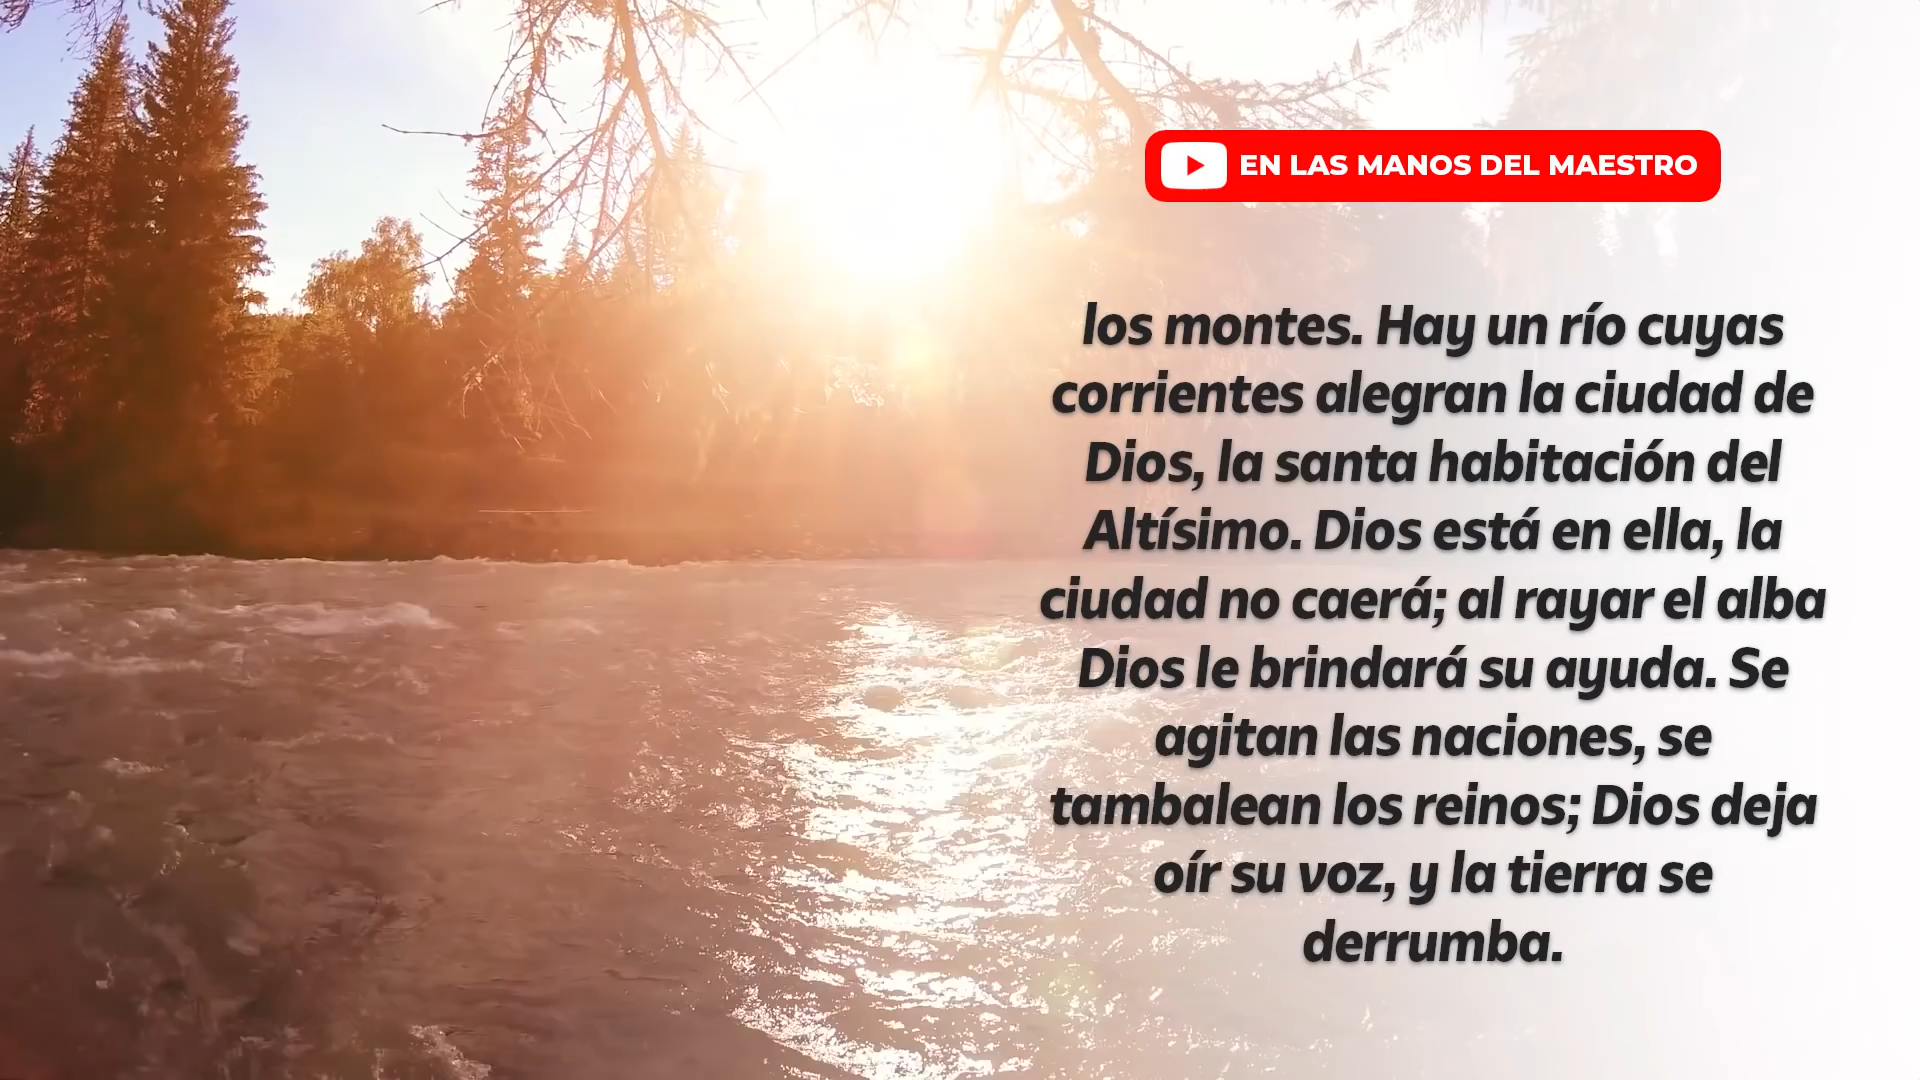 EN LAS MANOS DEL MAESTRO
los montes. Hay un río cuyas
corrientes alegran la ciudad de
Dios, la santa habitación del
Altísimo. Dios está en ella, la
ciudad no caerá; al rayar el alba
Dios le brindará su ayuda. Se
agitan las naciones, se
tambalean los reinos; Dios deja
oír su voz, y la tierra se
derrumba.